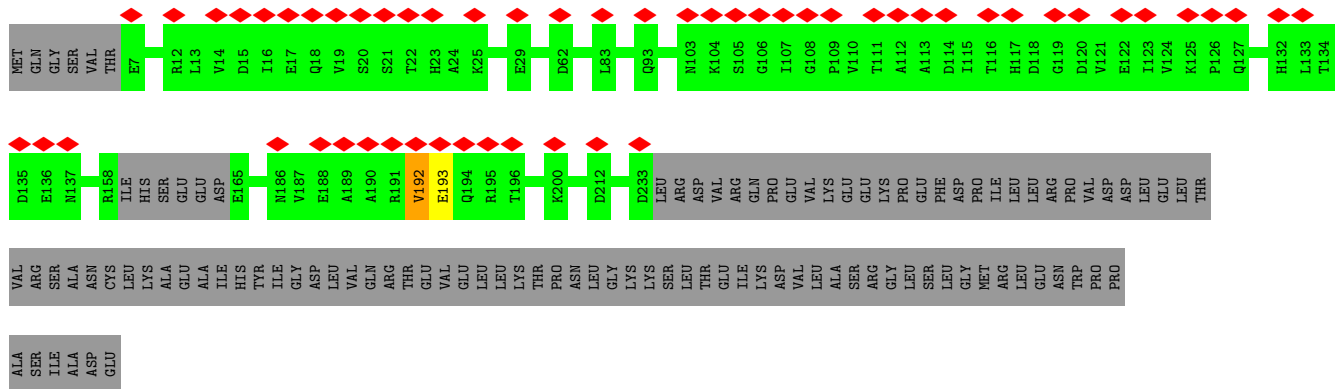 MET GLN GLY SER VAL THR E7 R12 L13 V14 D15 I16 E17 Q18 V19 S20 S21 T22 H23 A24 K25 E29 D62 L83 Q93 N103 K104 S105 G106 I107 G108 P109 V110 T111 A112 A113 D114 I115 T116 H117 D118 G119 D120 V121 E122 I123 V124 K125 P126 Q127 H132 L133 T134
D135 E136 N137 R158 ILE HIS SER GLU GLU ASP E165 N186 V187 E188 A189 A190 R191 V192 E193 Q194 R195 T196 K200 D212 D233 LEU ARG ASP VAL ARG GLN PRO GLU VAL LYS GLU GLU LYS PRO GLU PHE ASP PRO ILE LEU LEU ARG PRO VAL ASP ASP LEU GLU LEU THR
VAL ARG SER ALA ASN CYS LEU LYS ALA GLU ALA ILE HIS TYR ILE GLY ASP LEU VAL GLN ARG THR GLU VAL GLU LEU LEU LYS THR PRO ASN LEU GLY LYS LYS SER LEU THR GLU ILE LYS ASP VAL LEU ALA SER ARG GLY LEU SER LEU GLY MET ARG LEU GLU ASN TRP PRO PRO
ALA SER ILE ALA ASP GLU